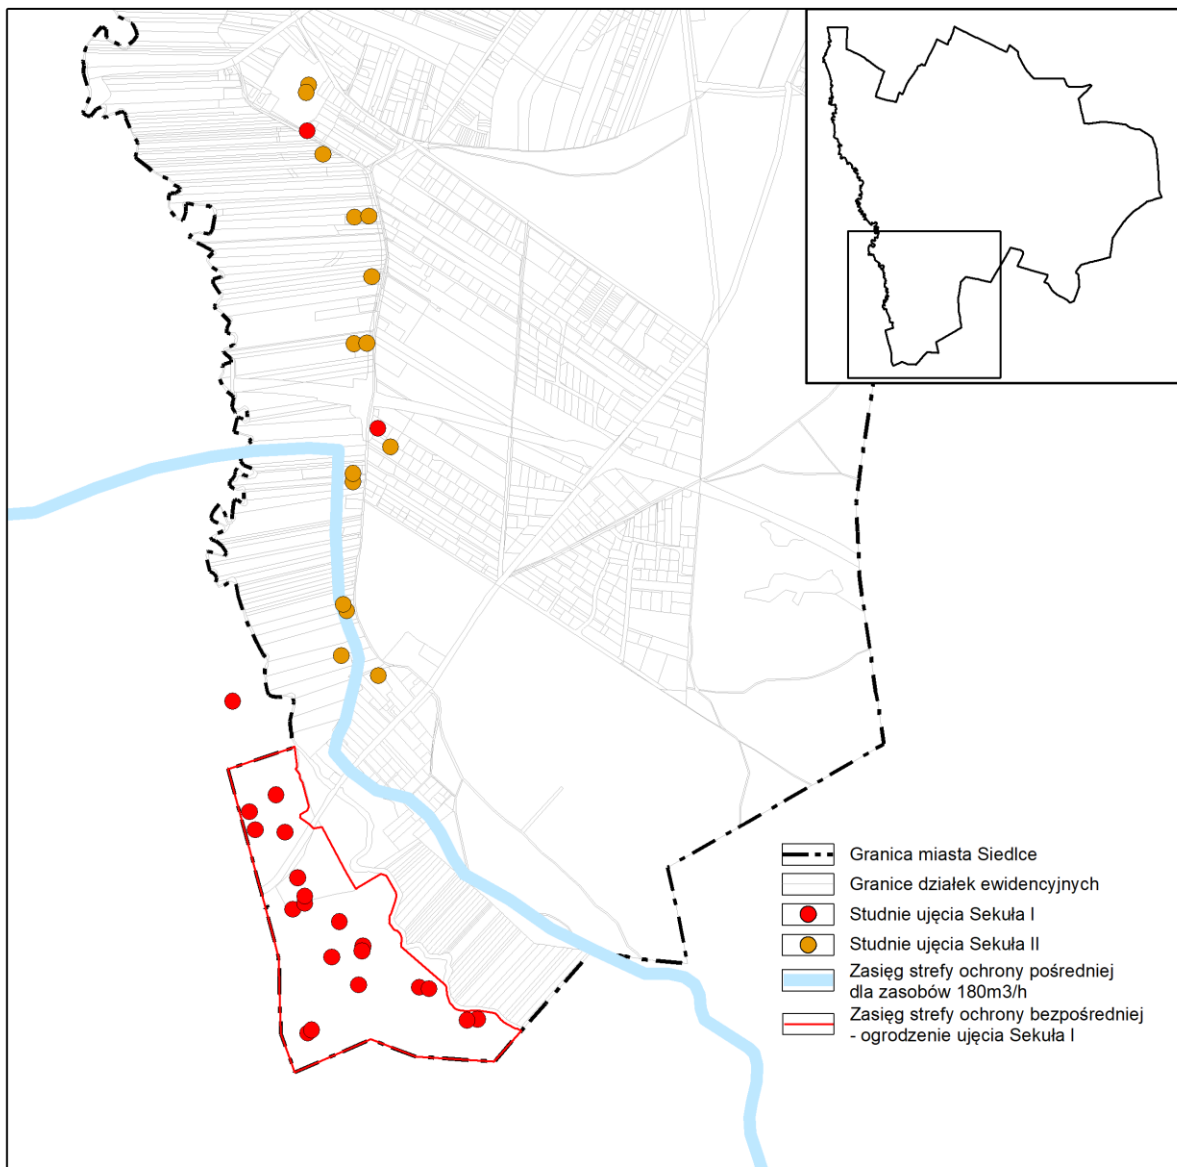 Granica miasta Siedlce
Granice działek ewidencyjnych
Studnie ujęcia Sekuła I
Studnie ujęcia Sekuła II
Zasięg strefy ochrony pośredniej
dla zasobów 180m3/h
Zasięg strefy ochrony bezpośredniej
- ogrodzenie ujęcia Sekuła I